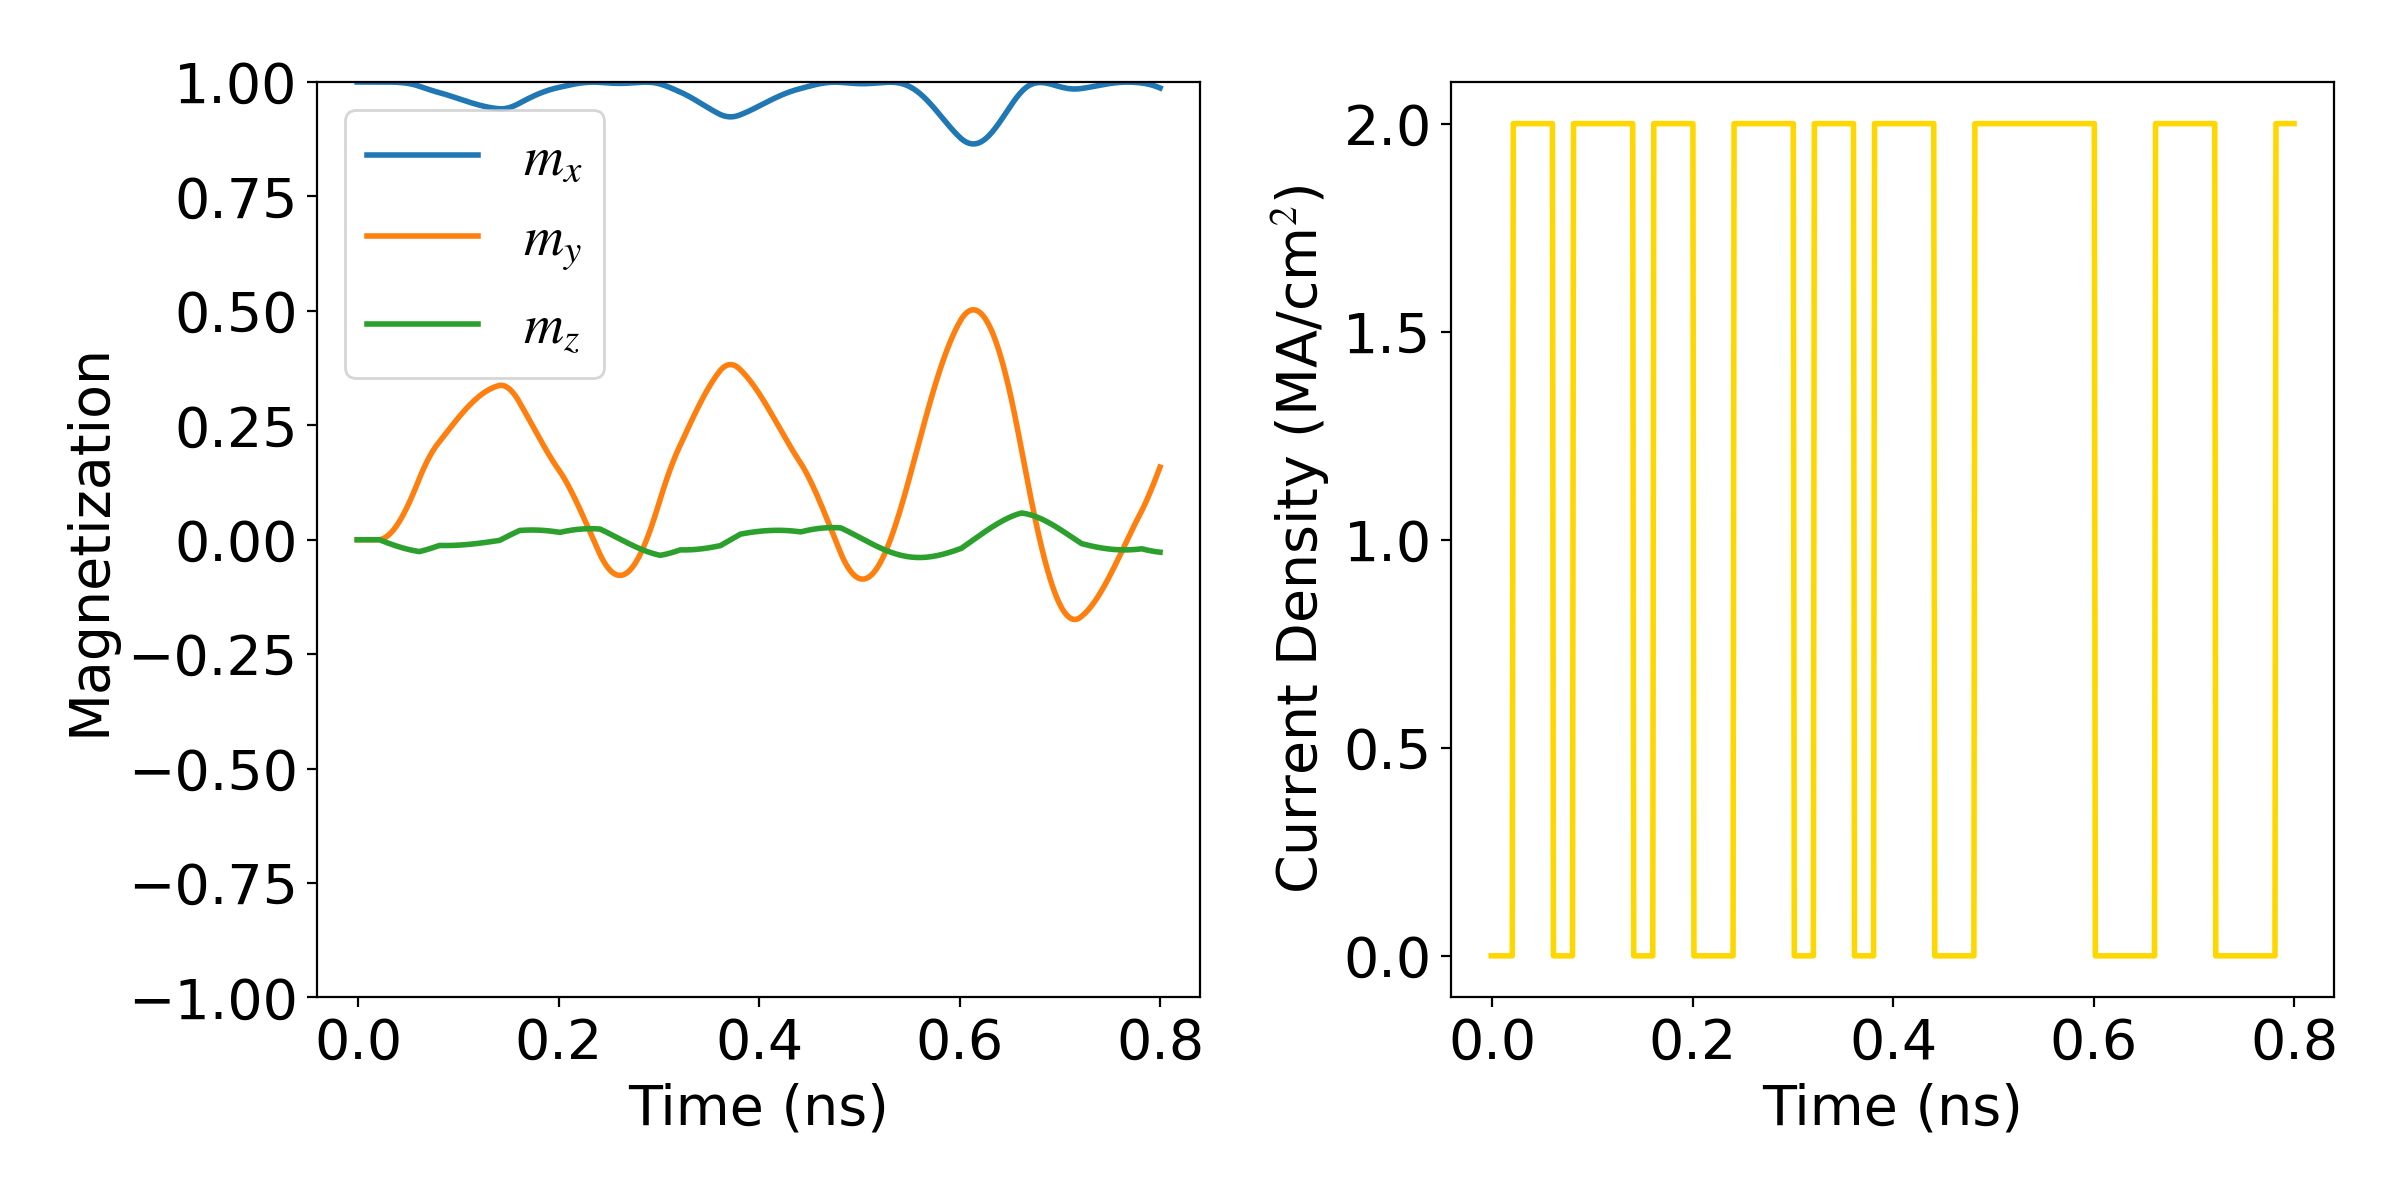 1.00
0.75
0.50
0.25
0.00
−0.25
−0.50
−0.75
−1.00
Magnetization
m_x
m_y
m_z
0.0 0.2 0.4 0.6 0.8
Time (ns)
2.0
1.5
1.0
0.5
0.0
Current Density (MA/cm²)
0.0 0.2 0.4 0.6 0.8
Time (ns)